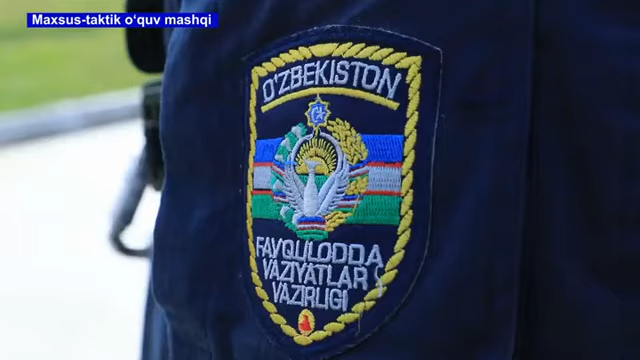 Maxsus-taktik o‘quv mashqi
O'ZBEKISTON
FAVQULODDA
VAZIYATLAR
VAZIRLIGI